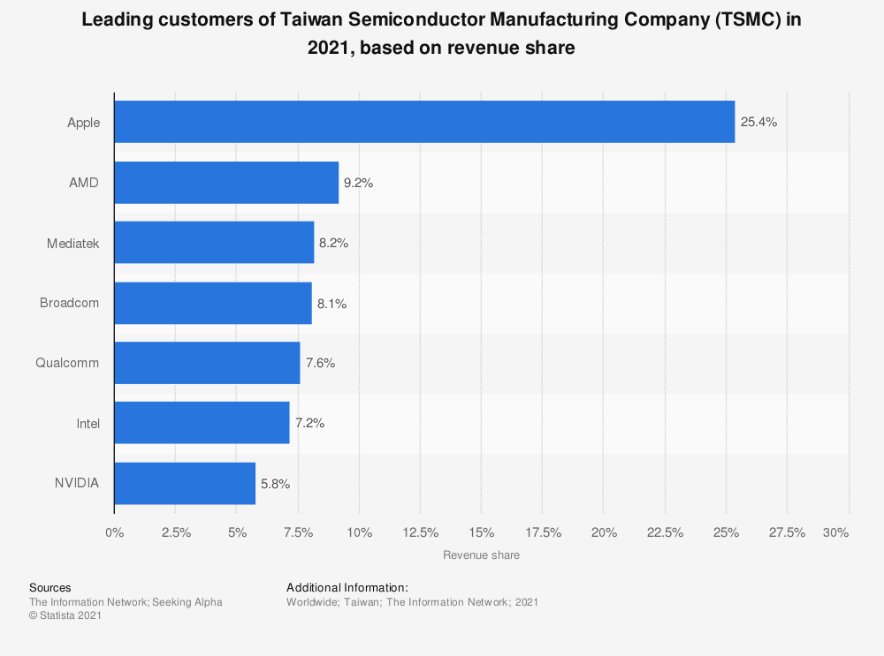 Leading customers of Taiwan Semiconductor Manufacturing Company (TSMC) in
2021, based on revenue share
Apple 25.4%
AMD 9.2%
Mediatek 8.2%
Broadcom 8.1%
Qualcomm 7.6%
Intel 7.2%
NVIDIA 5.8%
0% 2.5% 5% 7.5% 10% 12.5% 15% 17.5% 20% 22.5% 25% 27.5% 30%
Revenue share
Sources
The Information Network; Seeking Alpha
© Statista 2021
Additional Information:
Worldwide; Taiwan; The Information Network; 2021